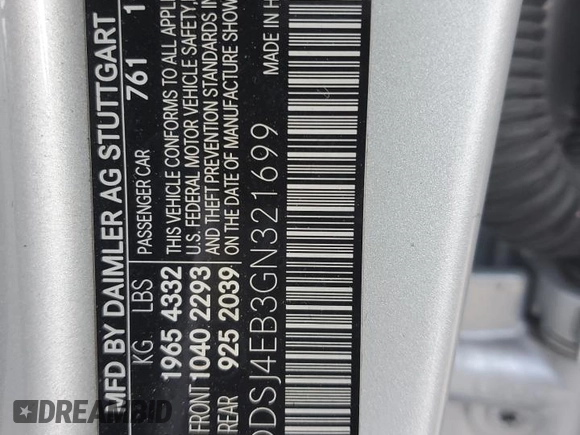 MFD BY DAIMLER AG STUTTGART
761 1
KG LBS PASSENGER CAR
1965 4332 THIS VEHICLE CONFORMS TO ALL APPL
FRONT 1040 2293 U.S. FEDERAL MOTOR VEHICLE SAFETY,
AND THEFT PREVENTION STANDARDS
REAR 925 2039 ON THE DATE OF MANUFACTURE SHOW
MADE IN
DDSJ4EB3GN321699
DREAMBID